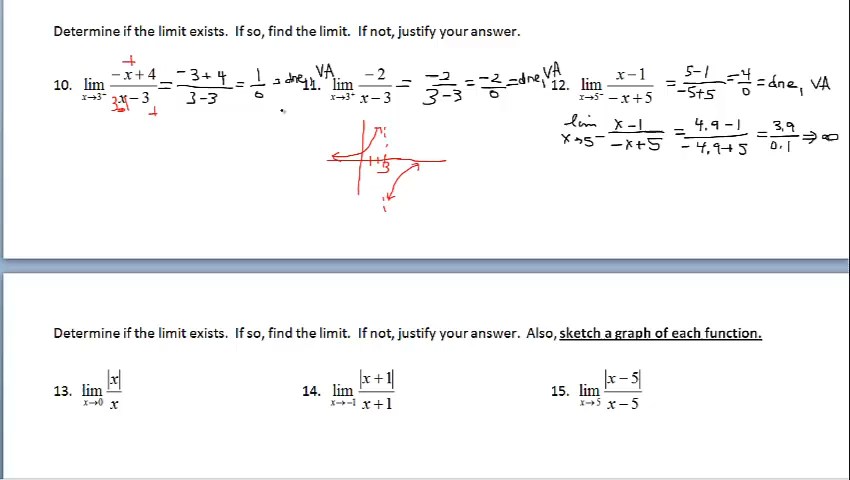 Determine if the limit exists. If so, find the limit. If not, justify your answer.
10. lim x→3⁻ (-x+4)/(x-3) = (-3+4)/(3-3) = 1/0 = dne, VA
+
+
11. lim x→3⁺ -2/(x-3) = -2/(3-3) = -2/0 = dne, VA
3
12. lim x→5⁻ (x-1)/(-x+5) = (5-1)/(-5+5) = 4/0 = dne, VA
lim x→5⁻ (x-1)/(-x+5) = (4.9-1)/(-4.9+5) = 3.9/0.1 ⇒ ∞
Determine if the limit exists. If so, find the limit. If not, justify your answer. Also, sketch a graph of each function.
13. lim x→0 |x|/x
14. lim x→-1 |x+1|/(x+1)
15. lim x→5 |x-5|/(x-5)